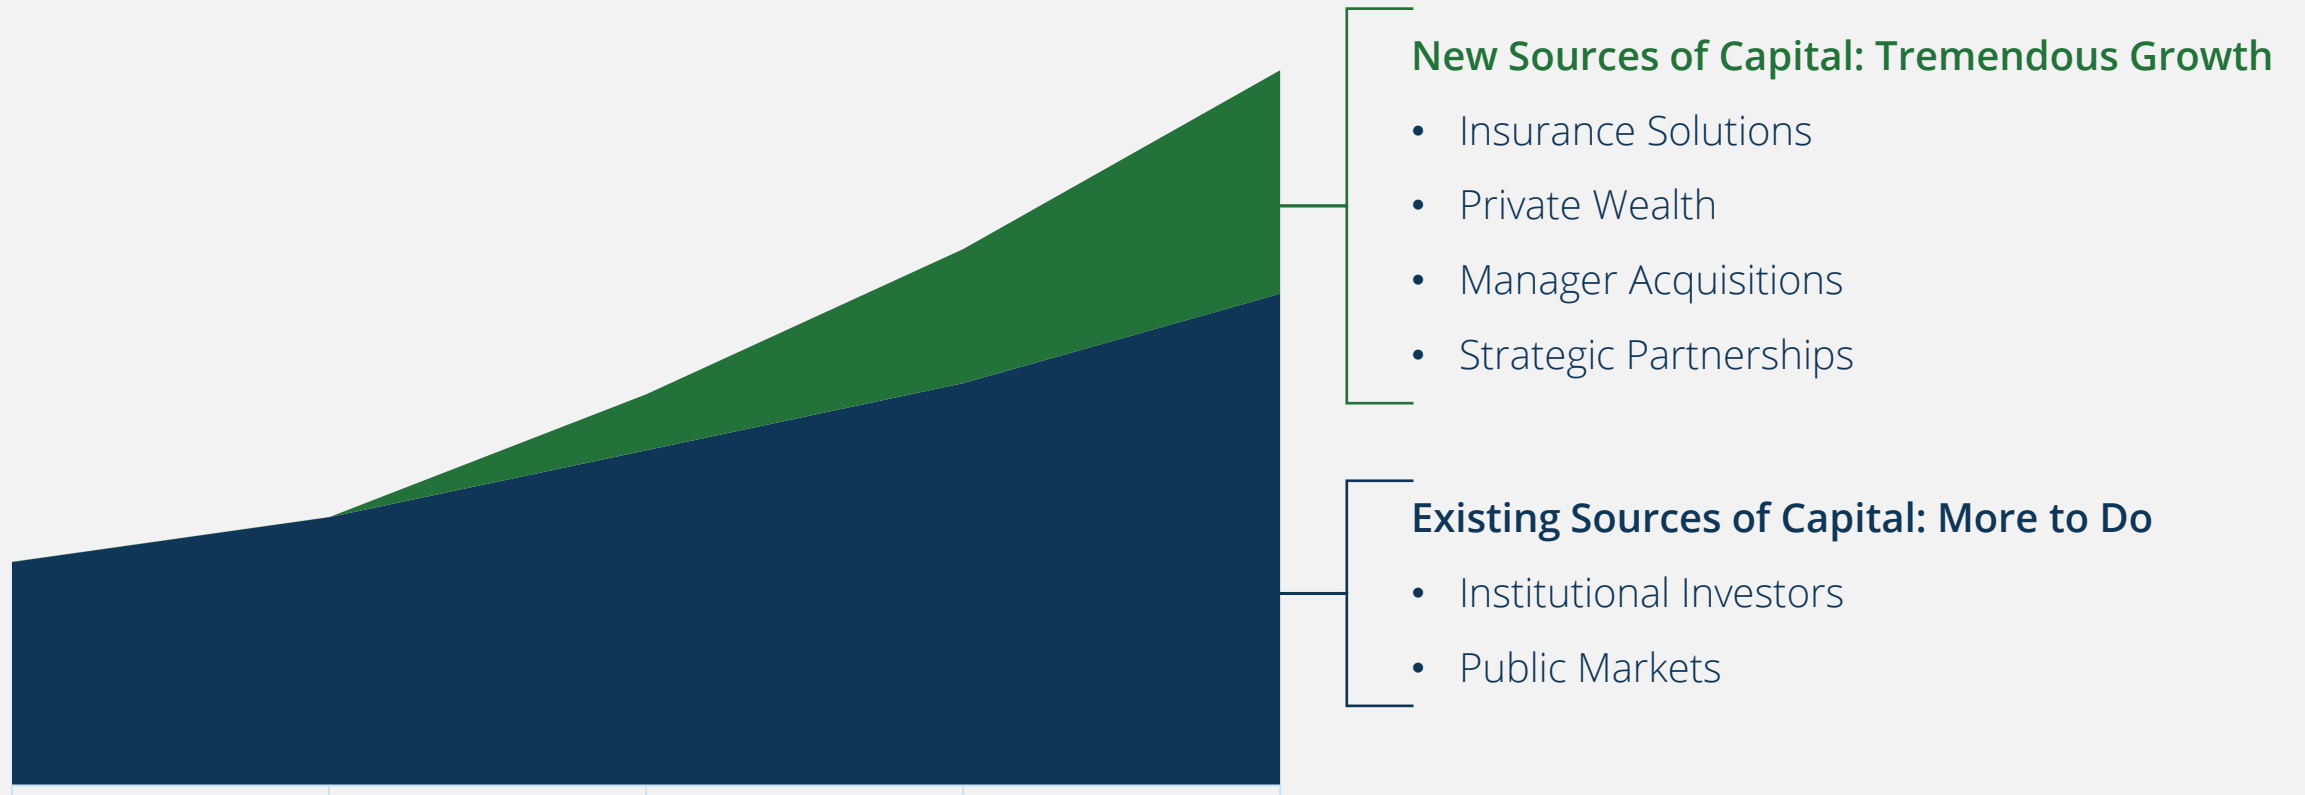 New Sources of Capital: Tremendous Growth
• Insurance Solutions
• Private Wealth
• Manager Acquisitions
• Strategic Partnerships
Existing Sources of Capital: More to Do
• Institutional Investors
• Public Markets